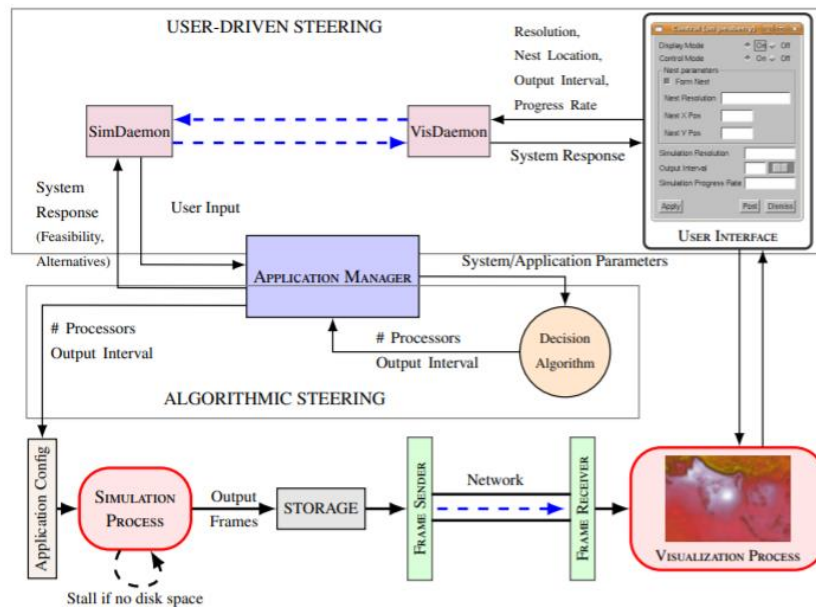 USER-DRIVEN STEERING
Resolution,
Nest Location,
Output Interval,
Progress Rate
SimDaemon
VisDaemon
System Response
Display Mode
On
Off
Control Mode
On
Off
Nest parameters
Form Nest
Nest Resolution
Nest X Pos
Nest Y Pos
Simulation Resolution
Output Interval
Simulation Progress Rate
Apply
Post
Dismiss
USER INTERFACE
System
Response
(Feasibility,
Alternatives)
User Input
APPLICATION MANAGER
System/Application Parameters
# Processors
Output Interval
# Processors
Output Interval
Decision
Algorithm
ALGORITHMIC STEERING
Application Config
SIMULATION
PROCESS
Output
Frames
STORAGE
FRAME SENDER
Network
FRAME RECEIVER
VISUALIZATION PROCESS
Stall if no disk space